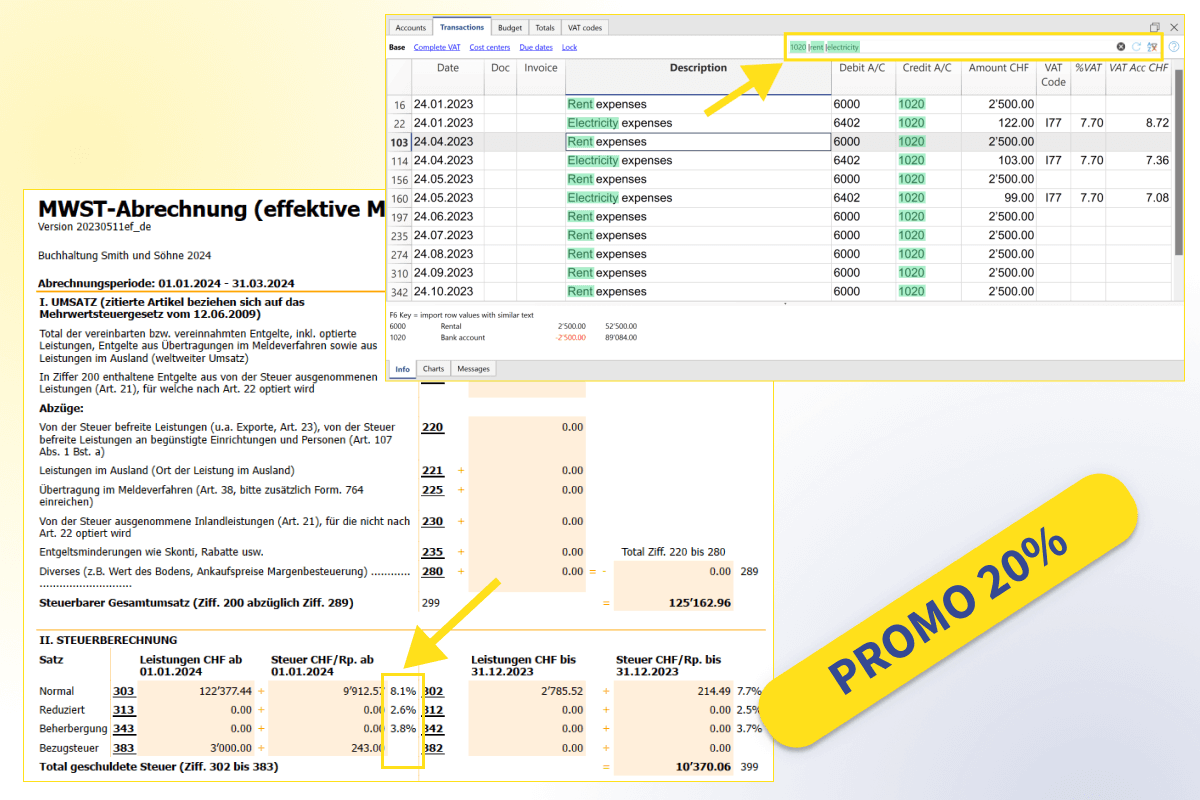 Accounts Transactions Budget Totals VAT codes
Base Complete VAT Cost centers Due dates Lock 1020 |rent |electricity
Date Doc Invoice Description Debit A/C Credit A/C Amount CHF VAT Code %VAT VAT Acc CHF
16 24.01.2023 Rent expenses 6000 1020 2'500.00
22 24.01.2023 Electricity expenses 6402 1020 122.00 I77 7.70 8.72
103 24.04.2023 Rent expenses 6000 1020 2'500.00
114 24.04.2023 Electricity expenses 6402 1020 103.00 I77 7.70 7.36
156 24.05.2023 Rent expenses 6000 1020 2'500.00
160 24.05.2023 Electricity expenses 6402 1020 99.00 I77 7.70 7.08
197 24.06.2023 Rent expenses 6000 1020 2'500.00
235 24.07.2023 Rent expenses 6000 1020 2'500.00
274 24.08.2023 Rent expenses 6000 1020 2'500.00
310 24.09.2023 Rent expenses 6000 1020 2'500.00
342 24.10.2023 Rent expenses 6000 1020 2'500.00
F6 Key = import row values with similar text
6000 Rental 2'500.00 52'500.00
1020 Bank account -2'500.00 89'084.00
Info Charts Messages
MWST-Abrechnung (effektive M
Version 20230511ef_de
Buchhaltung Smith und Söhne 2024
Abrechnungsperiode: 01.01.2024 - 31.03.2024
I. UMSATZ (zitierte Artikel beziehen sich auf das
Mehrwertsteuergesetz vom 12.06.2009)
Total der vereinbarten bzw. vereinnahmten Entgelte, inkl. optierte
Leistungen, Entgelte aus Übertragungen im Meldeverfahren sowie aus
Leistungen im Ausland (weltweiter Umsatz)
In Ziffer 200 enthaltene Entgelte aus von der Steuer ausgenommenen
Leistungen (Art. 21), für welche nach Art. 22 optiert wird
Abzüge:
Von der Steuer befreite Leistungen (u.a. Exporte, Art. 23), von der Steuer 220 0.00
befreite Leistungen an begünstigte Einrichtungen und Personen (Art. 107
Abs. 1 Bst. a)
Leistungen im Ausland (Ort der Leistung im Ausland) 221 + 0.00
Übertragung im Meldeverfahren (Art. 38, bitte zusätzlich Form. 764 225 + 0.00
einreichen)
Von der Steuer ausgenommene Inlandleistungen (Art. 21), für die nicht nach 230 + 0.00
Art. 22 optiert wird
Entgeltsminderungen wie Skonti, Rabatte usw. 235 + 0.00 Total Ziff. 220 bis 280
Diverses (z.B. Wert des Bodens, Ankaufspreise Margenbesteuerung) ............ 280 + 0.00 = - 0.00 289
............................
Steuerbarer Gesamtumsatz (Ziff. 200 abzüglich Ziff. 289) 299 = 125'162.96
II. STEUERBERECHNUNG
Satz Leistungen CHF ab Steuer CHF/Rp. ab Leistungen CHF bis Steuer CHF/Rp. bis
01.01.2024 01.01.2024 31.12.2023 31.12.2023
Normal 303 122'377.44 + 9'912.57 8.1% 302 2'785.52 + 214.49 7.7%
Reduziert 313 0.00 + 0.00 2.6% 312 0.00 + 0.00 2.5%
Beherbergung 343 0.00 + 0.00 3.8% 342 0.00 + 0.00 3.7%
Bezugsteuer 383 3'000.00 + 243.00 382 0.00 + 0.00
Total geschuldete Steuer (Ziff. 302 bis 383) = 10'370.06 399
PROMO 20%